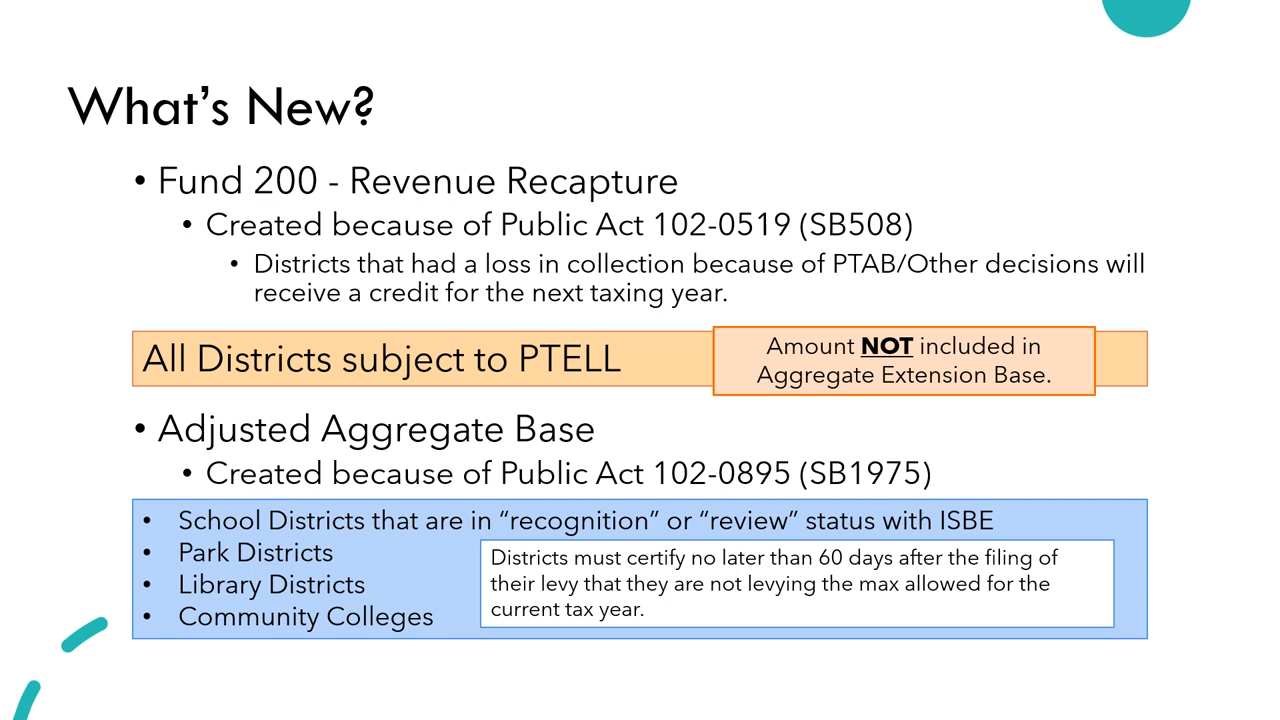 What's New?
• Fund 200 - Revenue Recapture
• Created because of Public Act 102-0519 (SB508)
• Districts that had a loss in collection because of PTAB/Other decisions will
receive a credit for the next taxing year.
All Districts subject to PTELL
Amount NOT included in
Aggregate Extension Base.
• Adjusted Aggregate Base
• Created because of Public Act 102-0895 (SB1975)
• School Districts that are in “recognition” or “review” status with ISBE
• Park Districts
• Library Districts
• Community Colleges
Districts must certify no later than 60 days after the filing of
their levy that they are not levying the max allowed for the
current tax year.